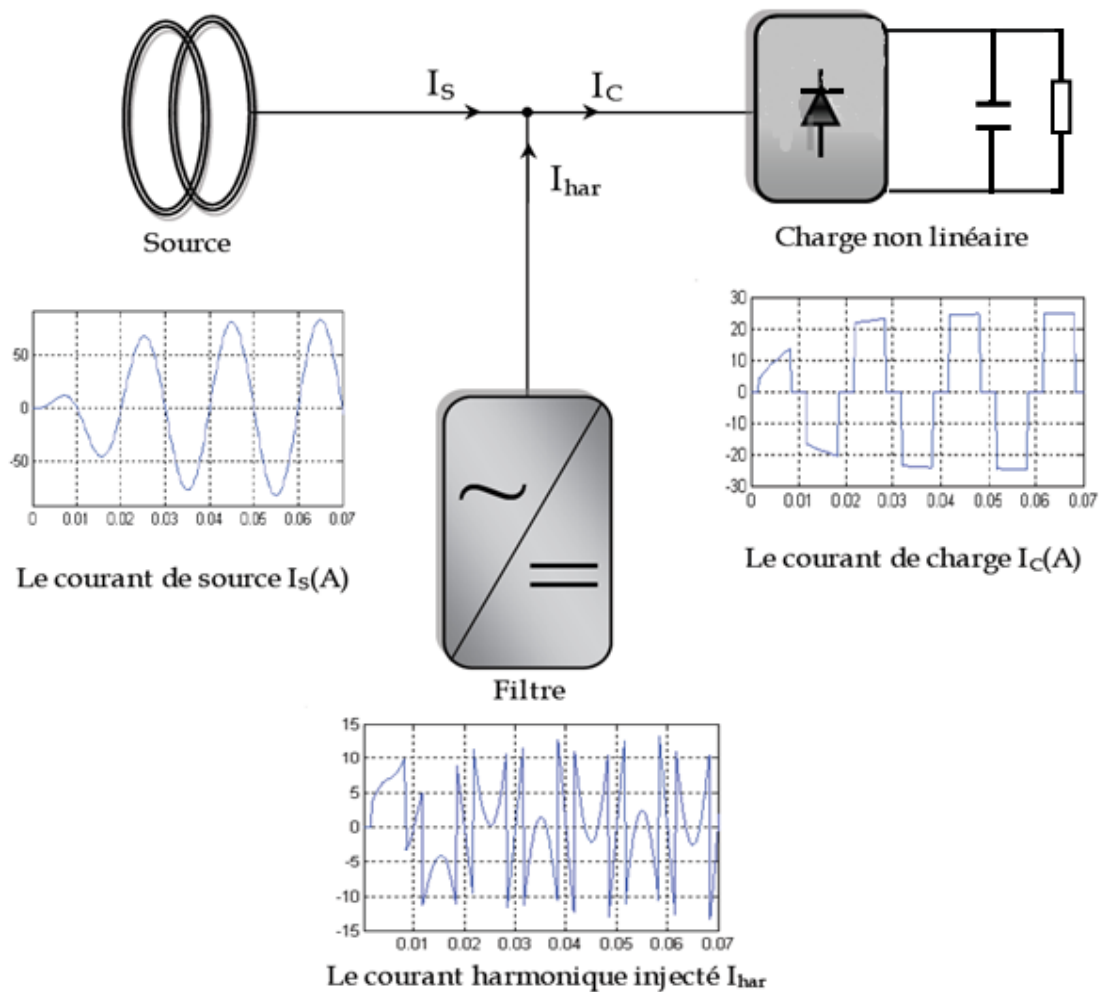 I_S
I_C
I_har
Source
Charge non linéaire
50
0
-50
0 0.01 0.02 0.03 0.04 0.05 0.06 0.07
Le courant de source I_S(A)
30
20
10
0
-10
-20
-30
0 0.01 0.02 0.03 0.04 0.05 0.06 0.07
Le courant de charge I_C(A)
Filtre
15
10
5
0
-5
-10
-15
0.01 0.02 0.03 0.04 0.05 0.06 0.07
Le courant harmonique injecté I_har